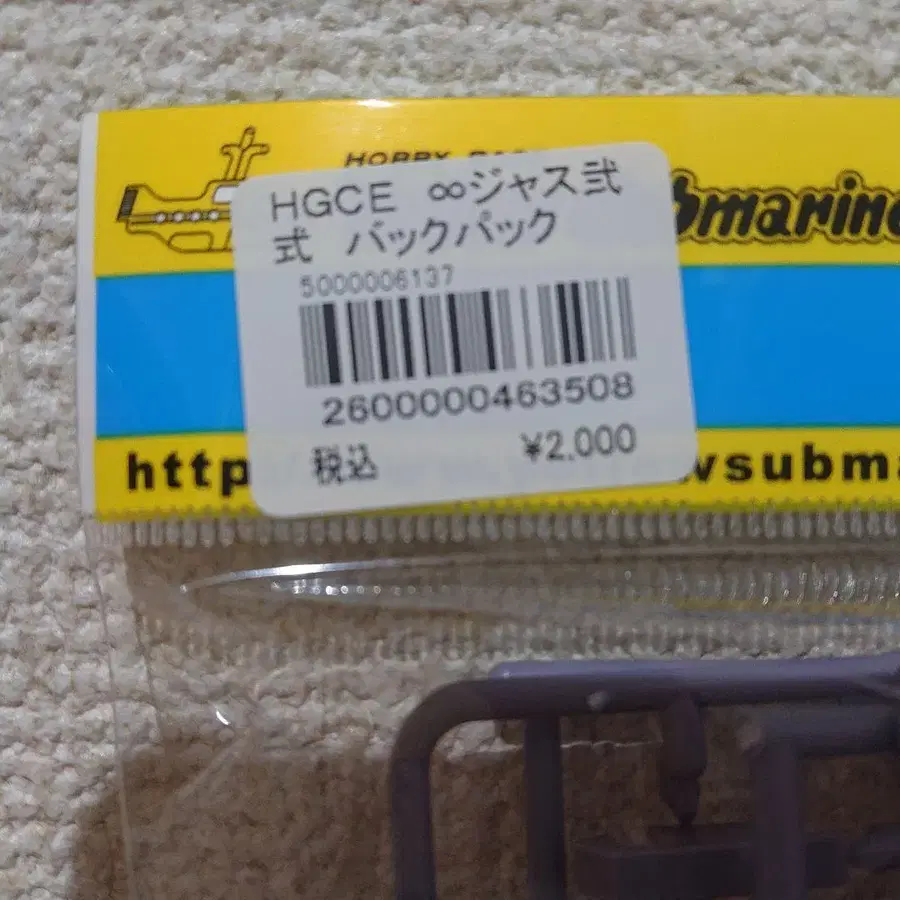 HOBBY
HGCE ∞ジャス弐
式 バックパック
bmarine
5000006137
2600000463508
税込 ¥2,000
http
vsubma